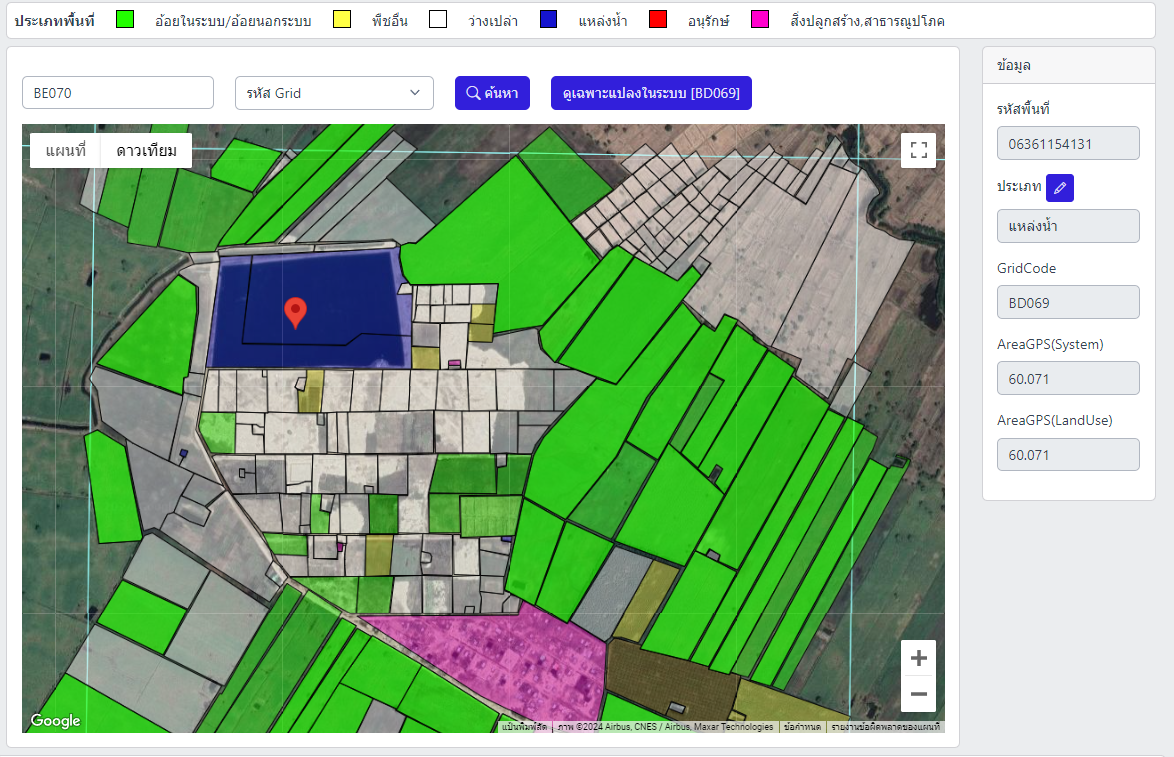 ประเภทพื้นที่ อ้อยในระบบ/อ้อยนอกระบบ พืชอื่น ว่างเปล่า แหล่งน้ำ อนุรักษ์ สิ่งปลูกสร้าง,สาธารณูปโภค
BE070 รหัส Grid ค้นหา ดูเฉพาะแปลงในระบบ [BD069]
แผนที่ ดาวเทียม
Google
แป้นพิมพ์ลัด ภาพ ©2024 Airbus, CNES / Airbus, Maxar Technologies ข้อกำหนด รายงานข้อผิดพลาดของแผนที่
ข้อมูล
รหัสพื้นที่
06361154131
ประเภท
แหล่งน้ำ
GridCode
BD069
AreaGPS(System)
60.071
AreaGPS(LandUse)
60.071